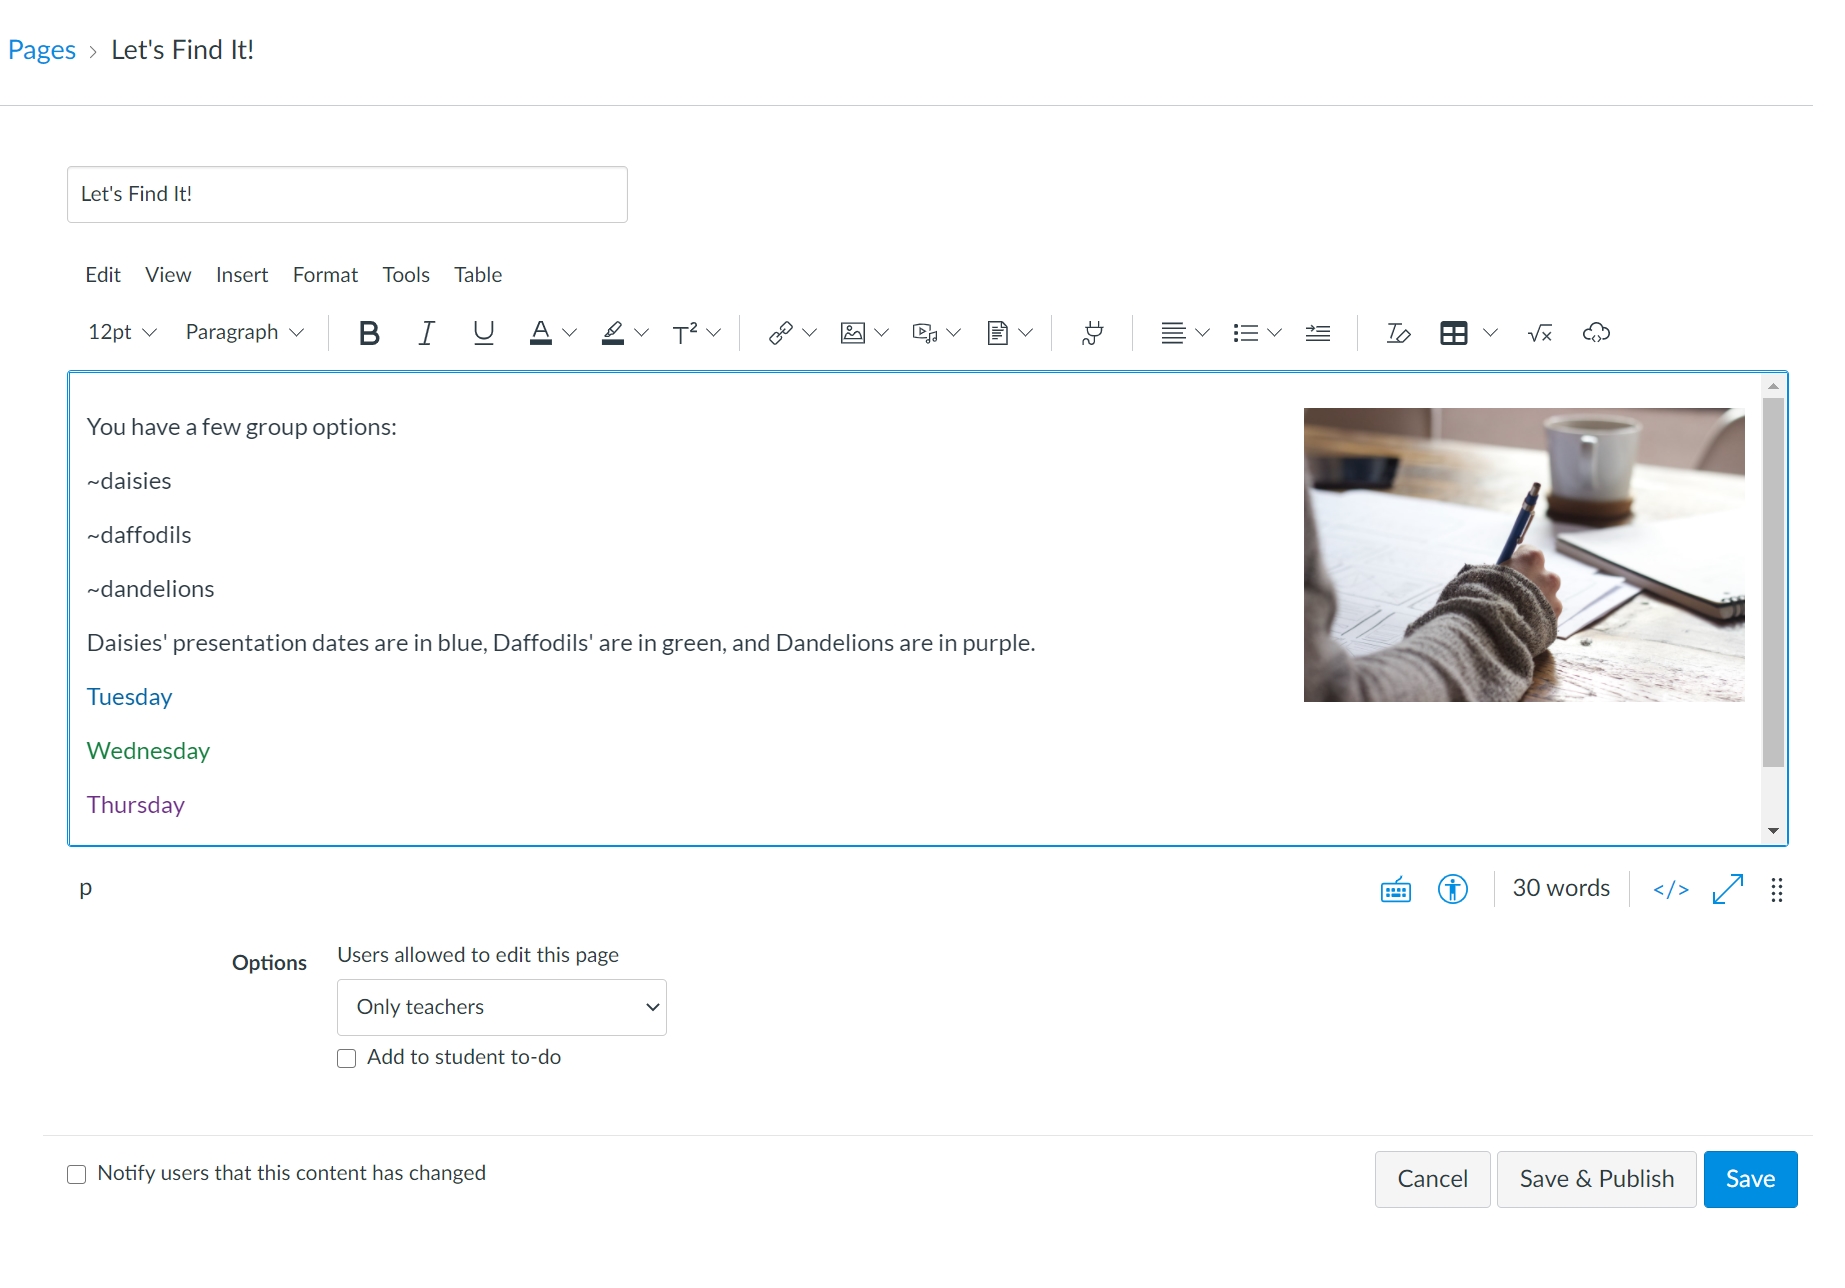 Pages > Let's Find It!
Let's Find It!
Edit View Insert Format Tools Table
12pt Paragraph B I U A T² √x
You have a few group options:
~daisies
~daffodils
~dandelions
Daisies' presentation dates are in blue, Daffodils' are in green, and Dandelions are in purple.
Tuesday
Wednesday
Thursday
p 30 words </>
Options Users allowed to edit this page
Only teachers
Add to student to-do
Notify users that this content has changed Cancel Save & Publish Save